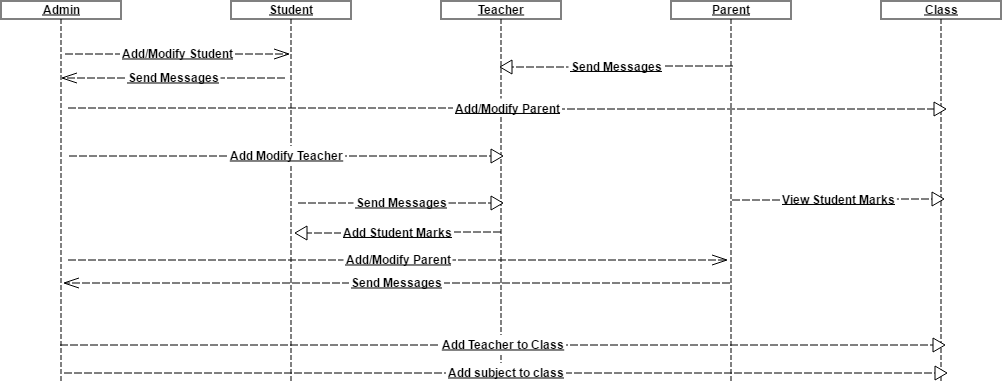 Admin
Student
Teacher
Parent
Class
Add/Modify Student
Send Messages
Send Messages
Add/Modify Parent
Add Modify Teacher
View Student Marks
Send Messages
Add Student Marks
Add/Modify Parent
Send Messages
Add Teacher to Class
Add subject to class